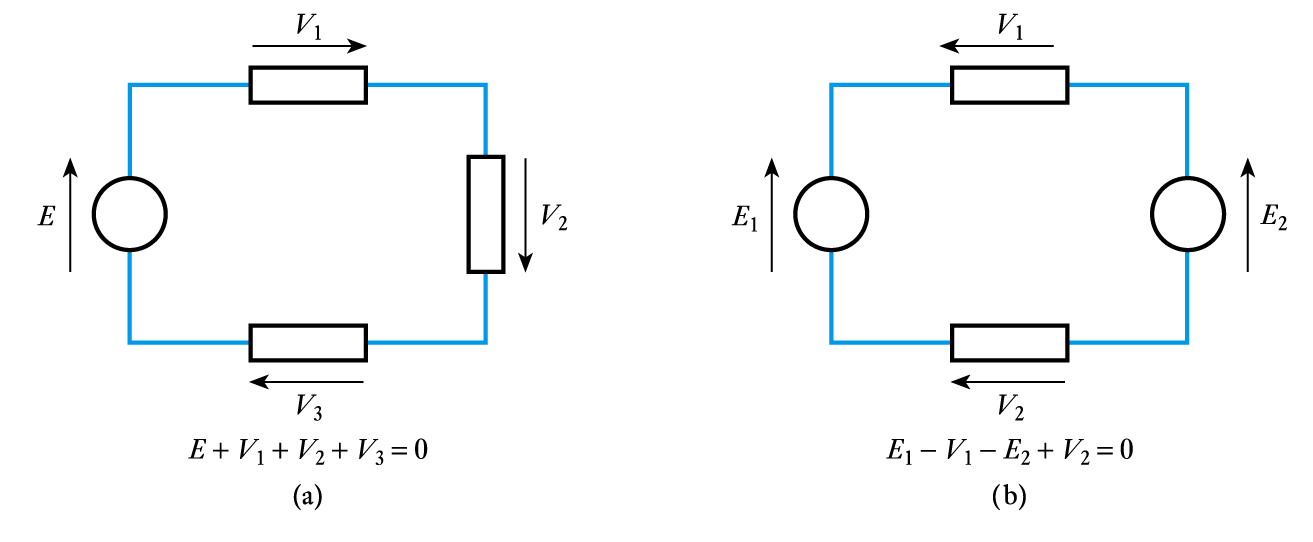 V₁
E
V₂
V₃
E + V₁ + V₂ + V₃ = 0
(a)
V₁
E₁
E₂
V₂
E₁ − V₁ − E₂ + V₂ = 0
(b)